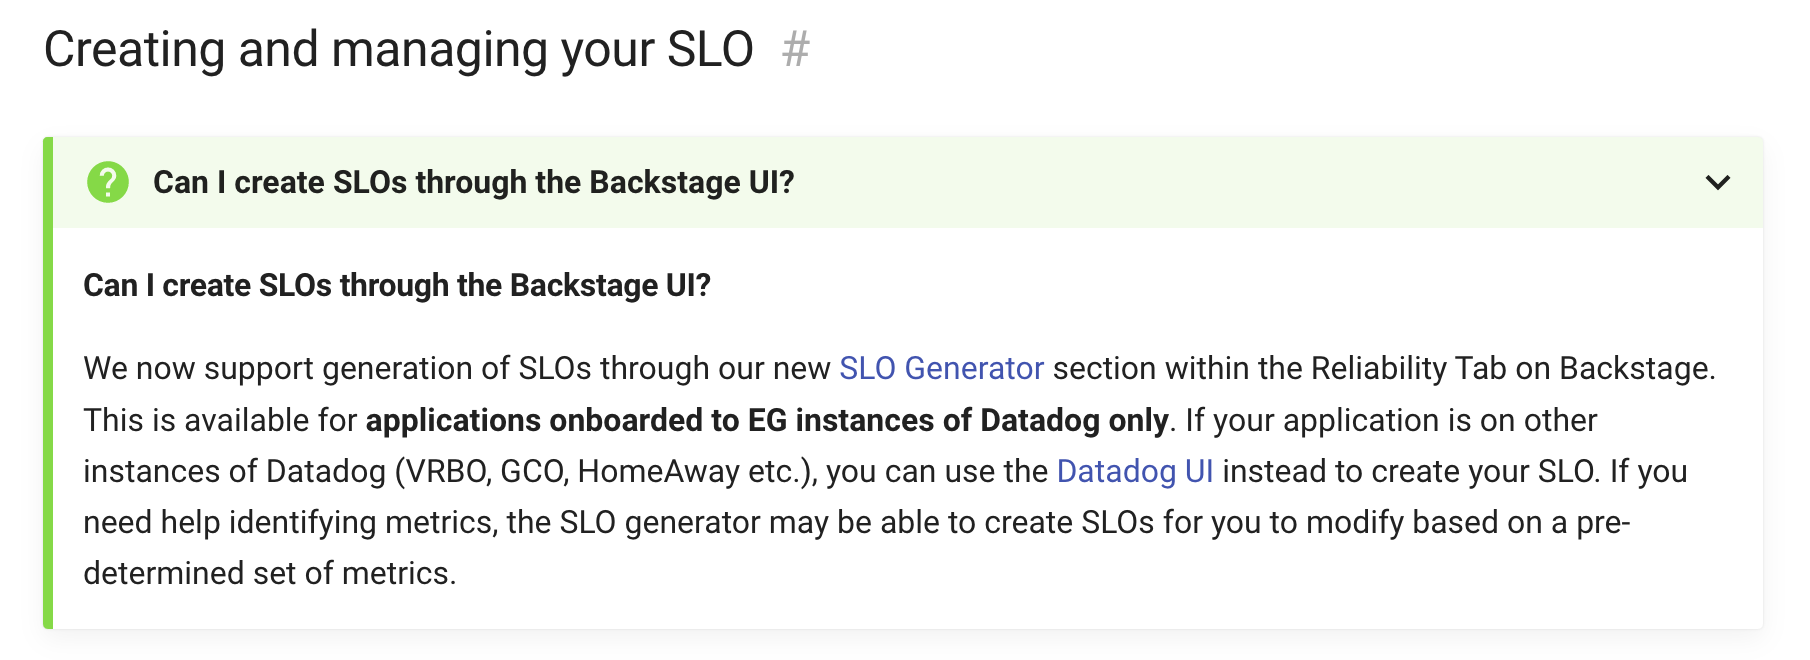 Creating and managing your SLO #
Can I create SLOs through the Backstage UI?
Can I create SLOs through the Backstage UI?
We now support generation of SLOs through our new SLO Generator section within the Reliability Tab on Backstage.
This is available for applications onboarded to EG instances of Datadog only. If your application is on other
instances of Datadog (VRBO, GCO, HomeAway etc.), you can use the Datadog UI instead to create your SLO. If you
need help identifying metrics, the SLO generator may be able to create SLOs for you to modify based on a pre-
determined set of metrics.